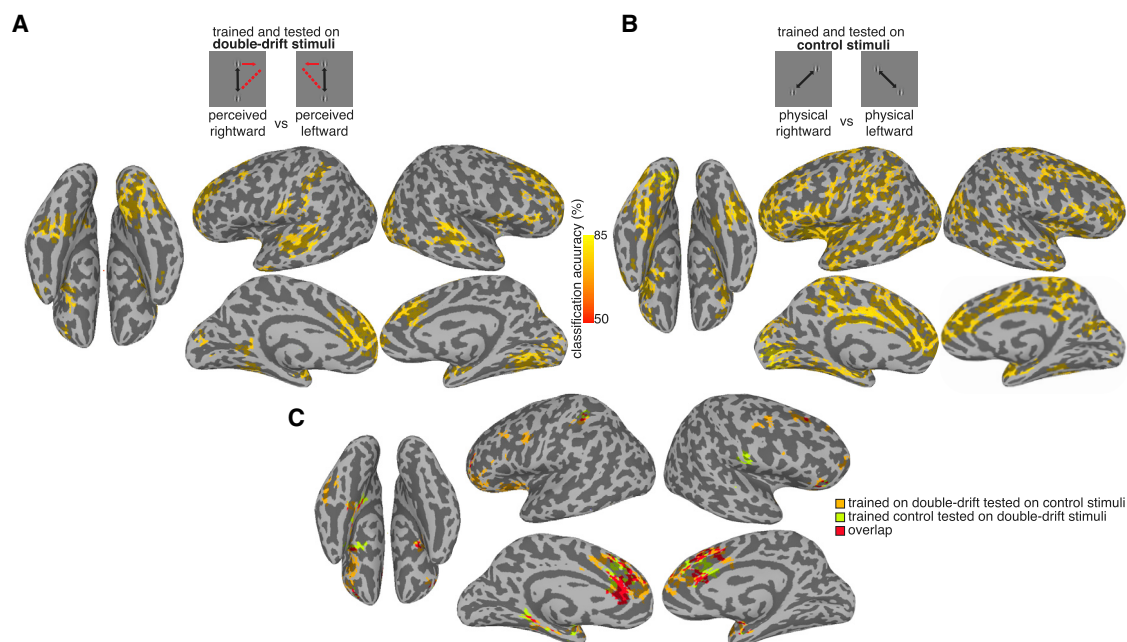 A
trained and tested on
double-drift stimuli
perceived
rightward
vs
perceived
leftward
B
trained and tested on
control stimuli
physical
rightward
vs
physical
leftward
classification acuuracy (%)
85
50
C
trained on double-drift tested on control stimuli
trained control tested on double-drift stimuli
overlap